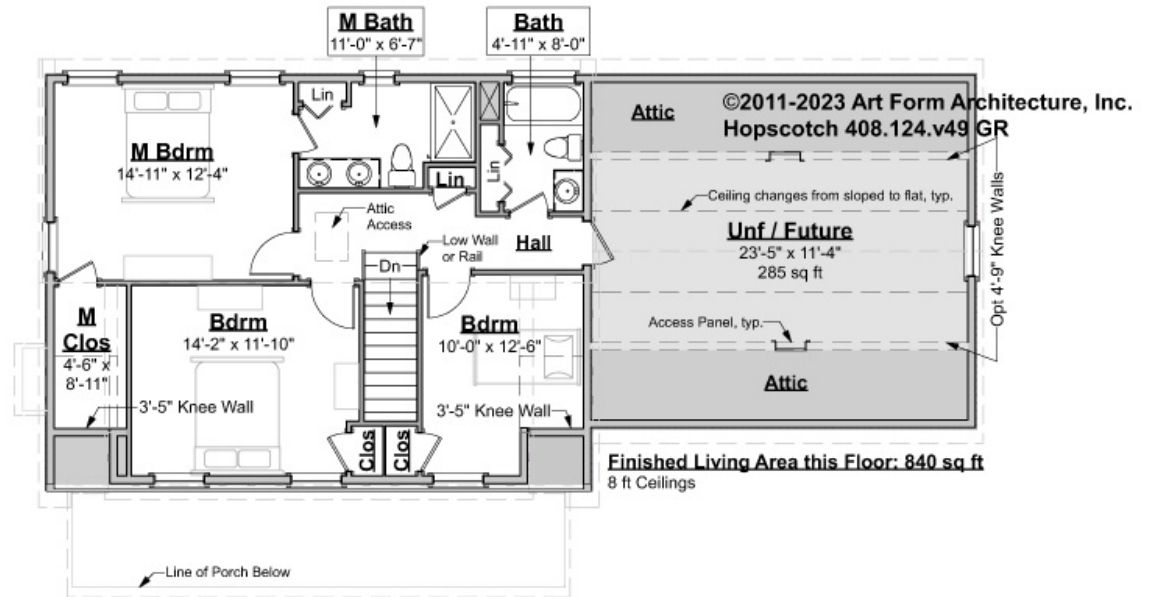 M Bath
11'-0" x 6'-7"
Bath
4'-11" x 8'-0"
Lin
Attic
©2011-2023 Art Form Architecture, Inc.
Hopscotch 408.124.v49 GR
M Bdrm
14'-11" x 12'-4"
Lin
Lin
Attic
Access
Low Wall
or Rail
Hall
Dn
Ceiling changes from sloped to flat, typ.
Unf / Future
23'-5" x 11'-4"
285 sq ft
Opt 4'-9" Knee Walls
M
Clos
4'-6" x
8'-11"
Bdrm
14'-2" x 11'-10"
Bdrm
10'-0" x 12'-6"
Access Panel, typ.
Attic
3'-5" Knee Wall
3'-5" Knee Wall
Clos
Clos
Finished Living Area this Floor: 840 sq ft
8 ft Ceilings
Line of Porch Below